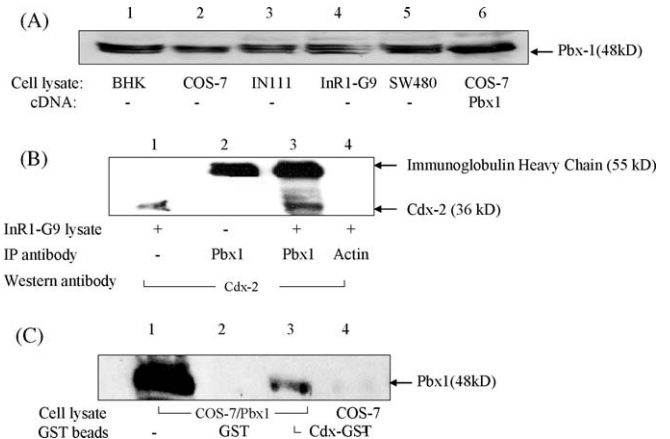 (A)
1 2 3 4 5 6
Pbx-1(48kD)
Cell lysate: BHK COS-7 IN111 InR1-G9 SW480 COS-7
cDNA: - - - - - Pbx1
(B)
1 2 3 4
Immunoglobulin Heavy Chain (55 kD)
Cdx-2 (36 kD)
InR1-G9 lysate + - + +
IP antibody - Pbx1 Pbx1 Actin
Western antibody Cdx-2
(C)
1 2 3 4
Pbx1(48kD)
Cell lysate COS-7/Pbx1 COS-7
GST beads - GST Cdx-GST